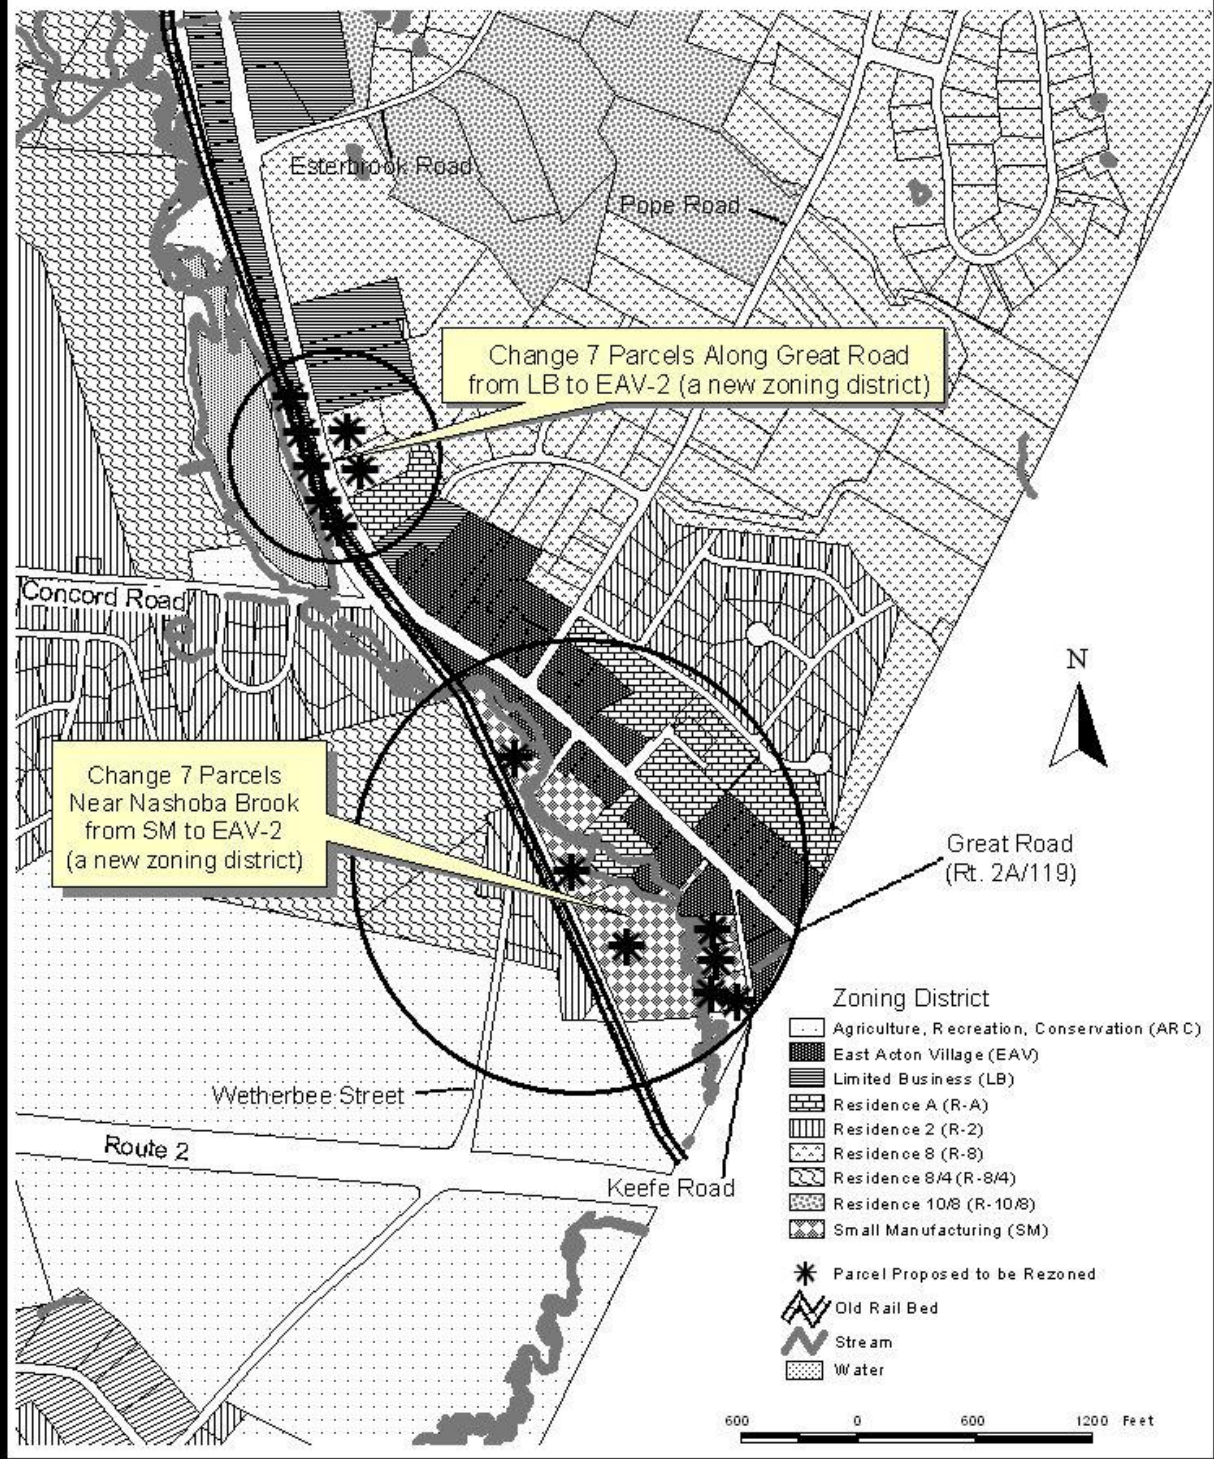 Esterbrook Road
Pope Road
Change 7 Parcels Along Great Road
from LB to EAV-2 (a new zoning district)
Concord Road
N
Change 7 Parcels
Near Nashoba Brook
from SM to EAV-2
(a new zoning district)
Great Road
(Rt. 2A/119)
Wetherbee Street
Route 2
Keefe Road
Zoning District
Agriculture, Recreation, Conservation (ARC)
East Acton Village (EAV)
Limited Business (LB)
Residence A (R-A)
Residence 2 (R-2)
Residence 8 (R-8)
Residence 8/4 (R-8/4)
Residence 10/8 (R-10/8)
Small Manufacturing (SM)
Parcel Proposed to be Rezoned
Old Rail Bed
Stream
Water
600 0 600 1200 Feet